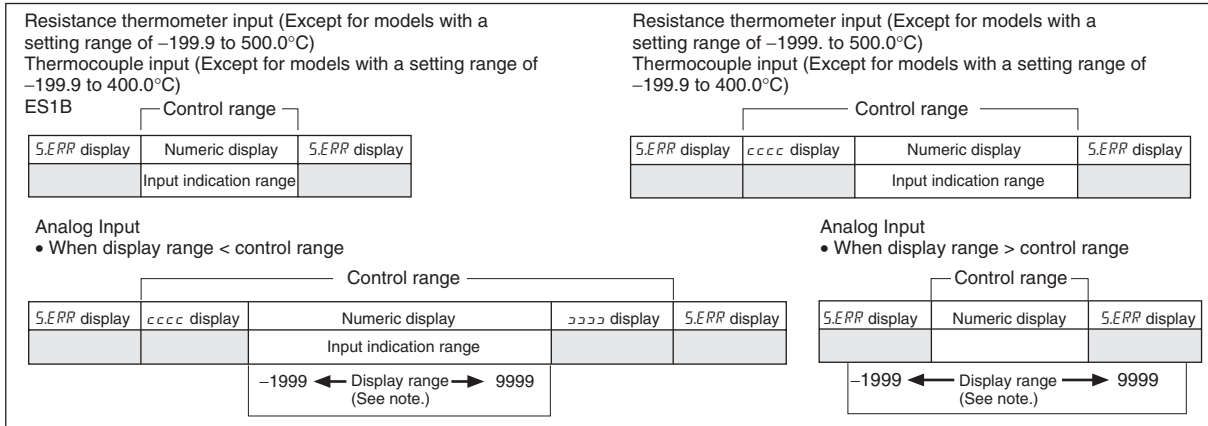 Resistance thermometer input (Except for models with a
setting range of –199.9 to 500.0°C)
Thermocouple input (Except for models with a setting range of
–199.9 to 400.0°C)
ES1B
Control range
S.ERR display Numeric display S.ERR display
Input indication range
Resistance thermometer input (Except for models with a
setting range of –1999. to 500.0°C)
Thermocouple input (Except for models with a setting range of
–199.9 to 400.0°C)
Control range
S.ERR display cccc display Numeric display S.ERR display
Input indication range
Analog Input
• When display range < control range
Control range
S.ERR display cccc display Numeric display ɔɔɔɔ display S.ERR display
Input indication range
–1999 Display range 9999
(See note.)
Analog Input
• When display range > control range
Control range
S.ERR display Numeric display S.ERR display
–1999 Display range 9999
(See note.)